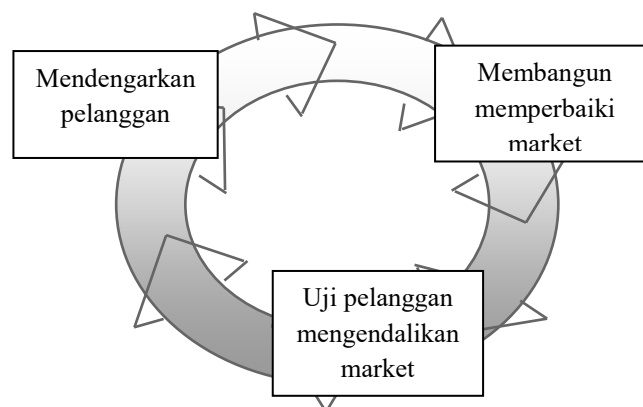 Mendengarkan
pelanggan
Membangun
memperbaiki
market
Uji pelanggan
mengendalikan
market